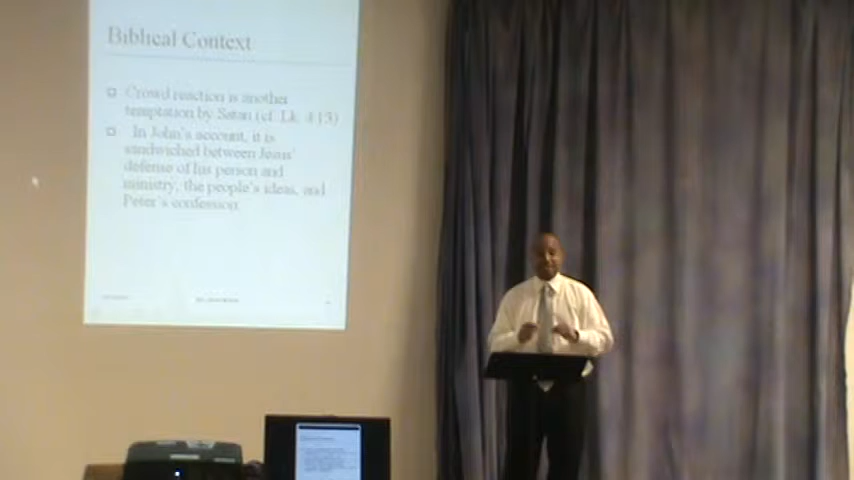 Biblical Context
Crowd reaction is another
temptation by Satan (cf. Lk. 4:13)
In John's account, it is
sandwiched between Jesus'
defense of his person and
ministry, the people's ideas, and
Peter's confession